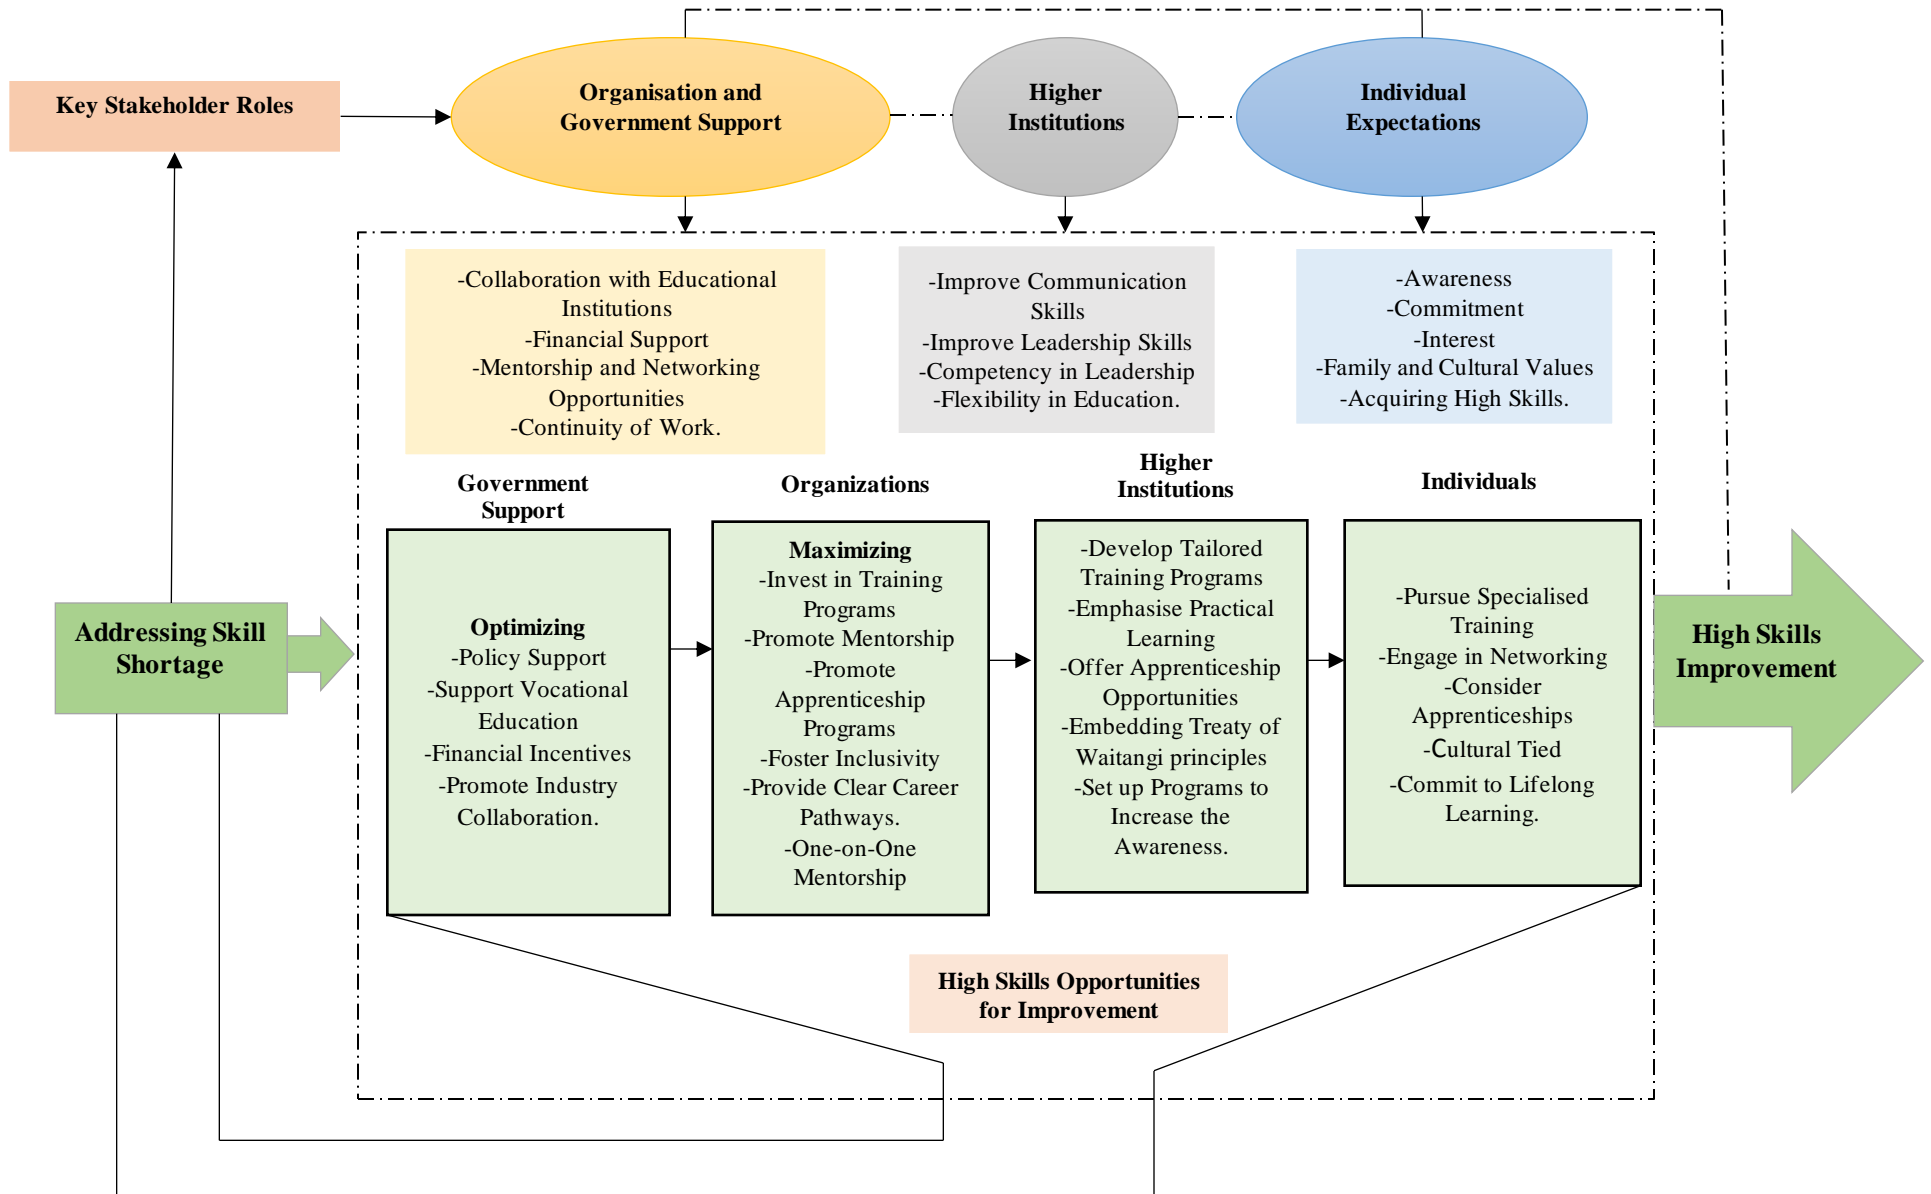 Key Stakeholder Roles
Organisation and
Government Support
Higher
Institutions
Individual
Expectations
-Collaboration with Educational
Institutions
-Financial Support
-Mentorship and Networking
Opportunities
-Continuity of Work.
-Improve Communication
Skills
-Improve Leadership Skills
-Competency in Leadership
-Flexibility in Education.
-Awareness
-Commitment
-Interest
-Family and Cultural Values
-Acquiring High Skills.
Addressing Skill
Shortage
Government
Support
Optimizing
-Policy Support
-Support Vocational
Education
-Financial Incentives
-Promote Industry
Collaboration.
Organizations
Maximizing
-Invest in Training
Programs
-Promote Mentorship
-Promote
Apprenticeship
Programs
-Foster Inclusivity
-Provide Clear Career
Pathways.
-One-on-One
Mentorship
Higher
Institutions
-Develop Tailored
Training Programs
-Emphasise Practical
Learning
-Offer Apprenticeship
Opportunities
-Embedding Treaty of
Waitangi principles
-Set up Programs to
Increase the
Awareness.
Individuals
-Pursue Specialised
Training
-Engage in Networking
-Consider
Apprenticeships
-Cultural Tied
-Commit to Lifelong
Learning.
High Skills
Improvement
High Skills Opportunities
for Improvement